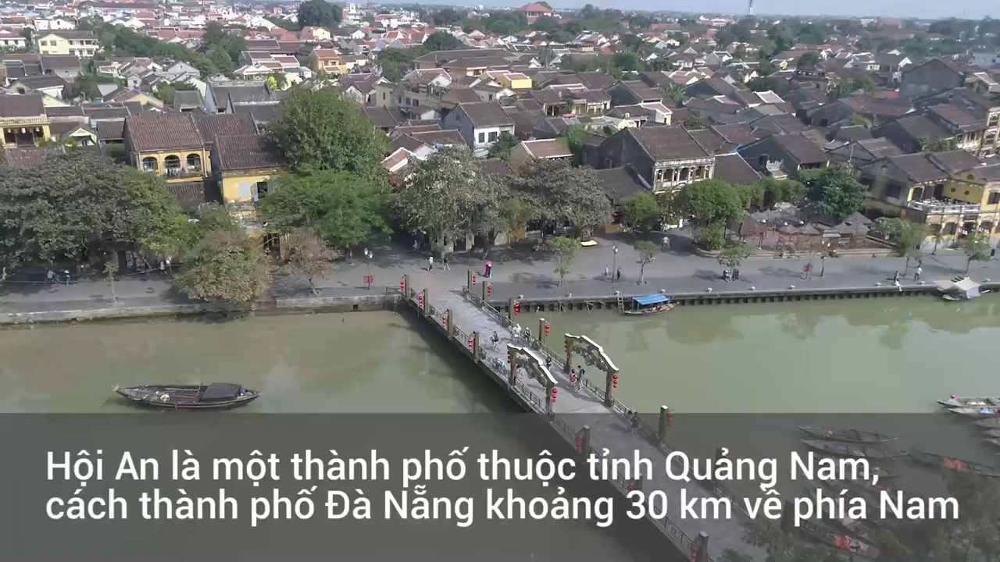 Hội An là một thành phố thuộc tỉnh Quảng Nam,
cách thành phố Đà Nẵng khoảng 30 km về phía Nam